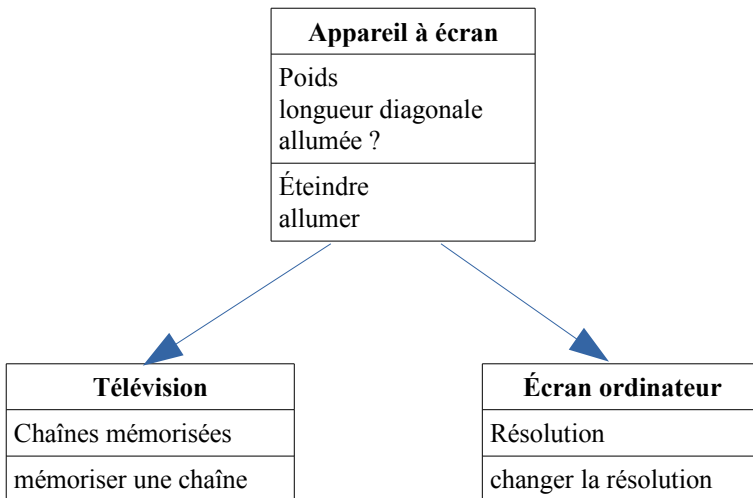 Appareil à écran
Poids
longueur diagonale
allumée ?
Éteindre
allumer
Télévision
Chaînes mémorisées
mémoriser une chaîne
Écran ordinateur
Résolution
changer la résolution